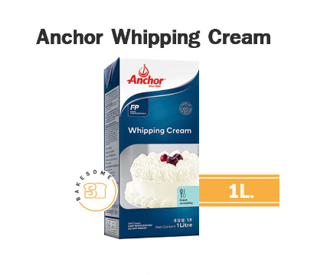 Anchor Whipping Cream
Anchor
FP
Whipping Cream
1 Litre
BAKESOME
1L.